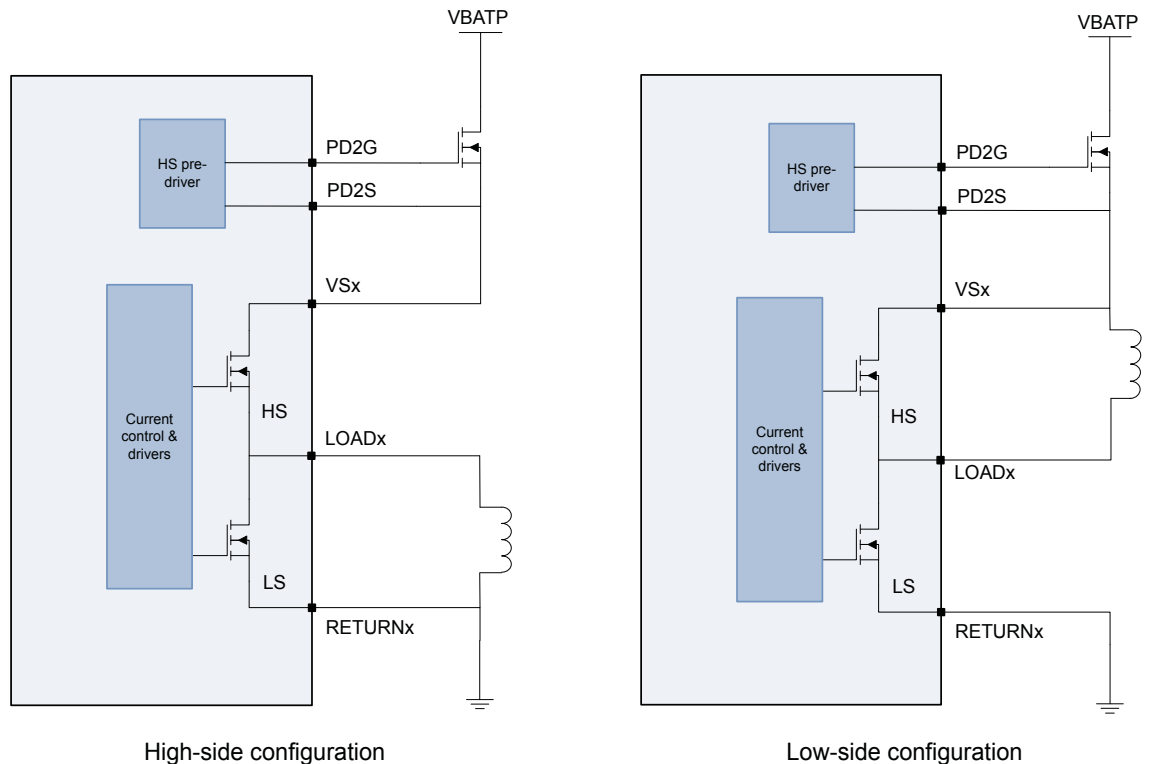 VBATP
HS pre-
driver
PD2G
PD2S
VSx
Current
control &
drivers
HS
LOADx
LS
RETURNx
High-side configuration
VBATP
HS pre-
driver
PD2G
PD2S
VSx
Current
control &
drivers
HS
LOADx
LS
RETURNx
Low-side configuration